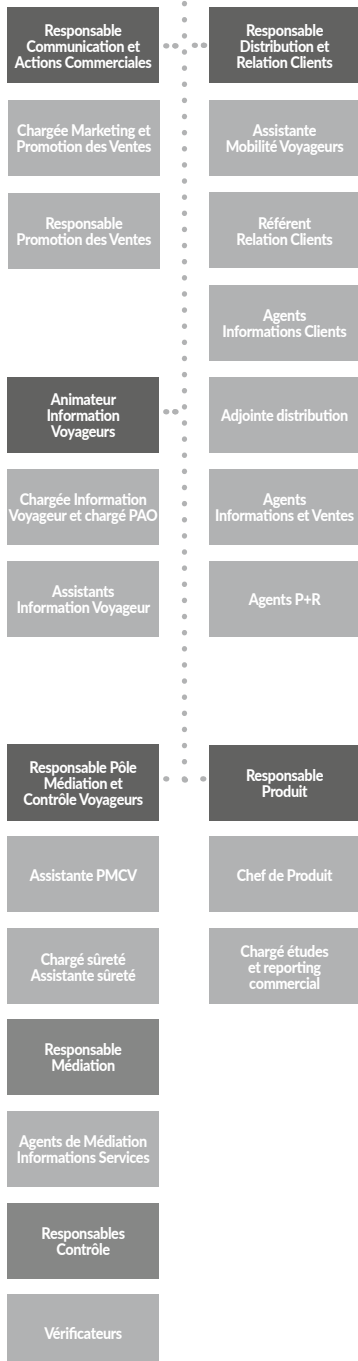 Responsable
Communication et
Actions Commerciales
Chargée Marketing et
Promotion des Ventes
Responsable
Promotion des Ventes
Animateur
Information
Voyageurs
Chargée Information
Voyageur et chargé PAO
Assistants
Information Voyageur
Responsable Pôle
Médiation et
Contrôle Voyageurs
Assistante PMCV
Chargé sûreté
Assistante sûreté
Responsable
Médiation
Agents de Médiation
Informations Services
Responsables
Contrôle
Vérificateurs
Responsable
Distribution et
Relation Clients
Assistante
Mobilité Voyageurs
Référent
Relation Clients
Agents
Informations Clients
Adjointe distribution
Agents
Informations et Ventes
Agents P+R
Responsable
Produit
Chef de Produit
Chargé études
et reporting
commercial